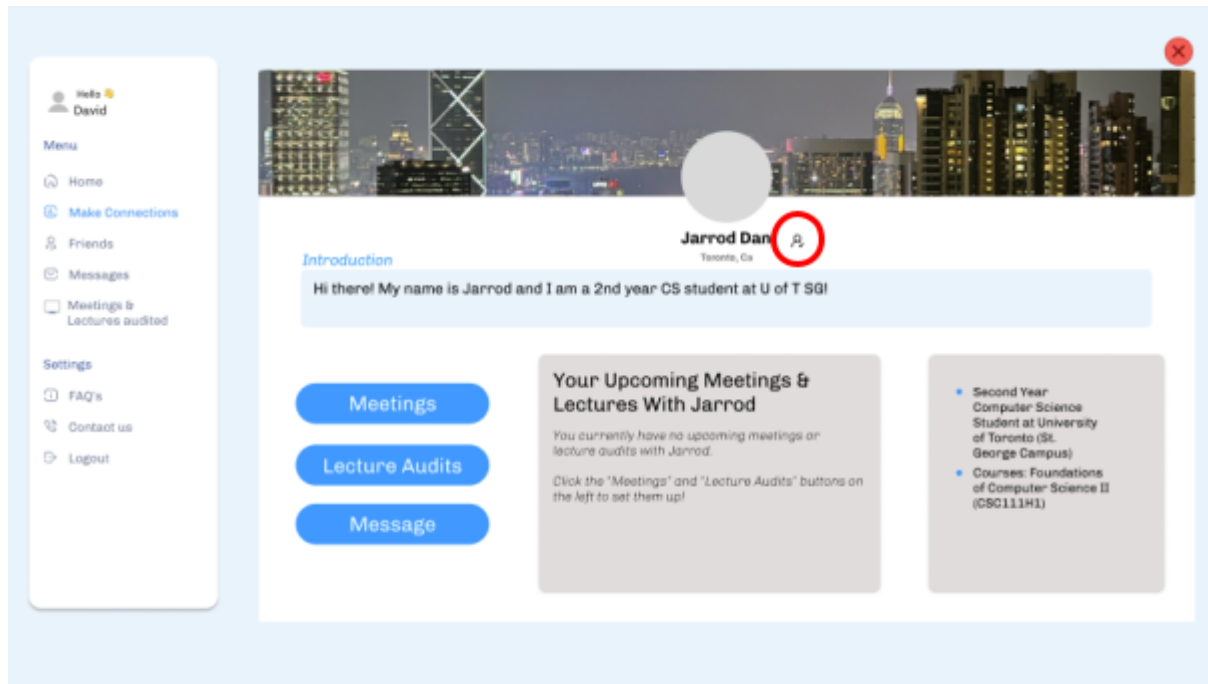 Hello 👋
David
Menu
Home
Make Connections
Friends
Messages
Meetings &
Lectures audited
Settings
FAQ's
Contact us
Logout
Jarrod Dan
Toronto, Ca
Introduction
Hi there! My name is Jarrod and I am a 2nd year CS student at U of T SG!
Meetings
Lecture Audits
Message
Your Upcoming Meetings &
Lectures With Jarrod
You currently have no upcoming meetings or
lecture audits with Jarrod.
Click the "Meetings" and "Lecture Audits" buttons on
the left to set them up!
Second Year
Computer Science
Student at University
of Toronto (St.
George Campus)
Courses: Foundations
of Computer Science II
(CSC111H1)